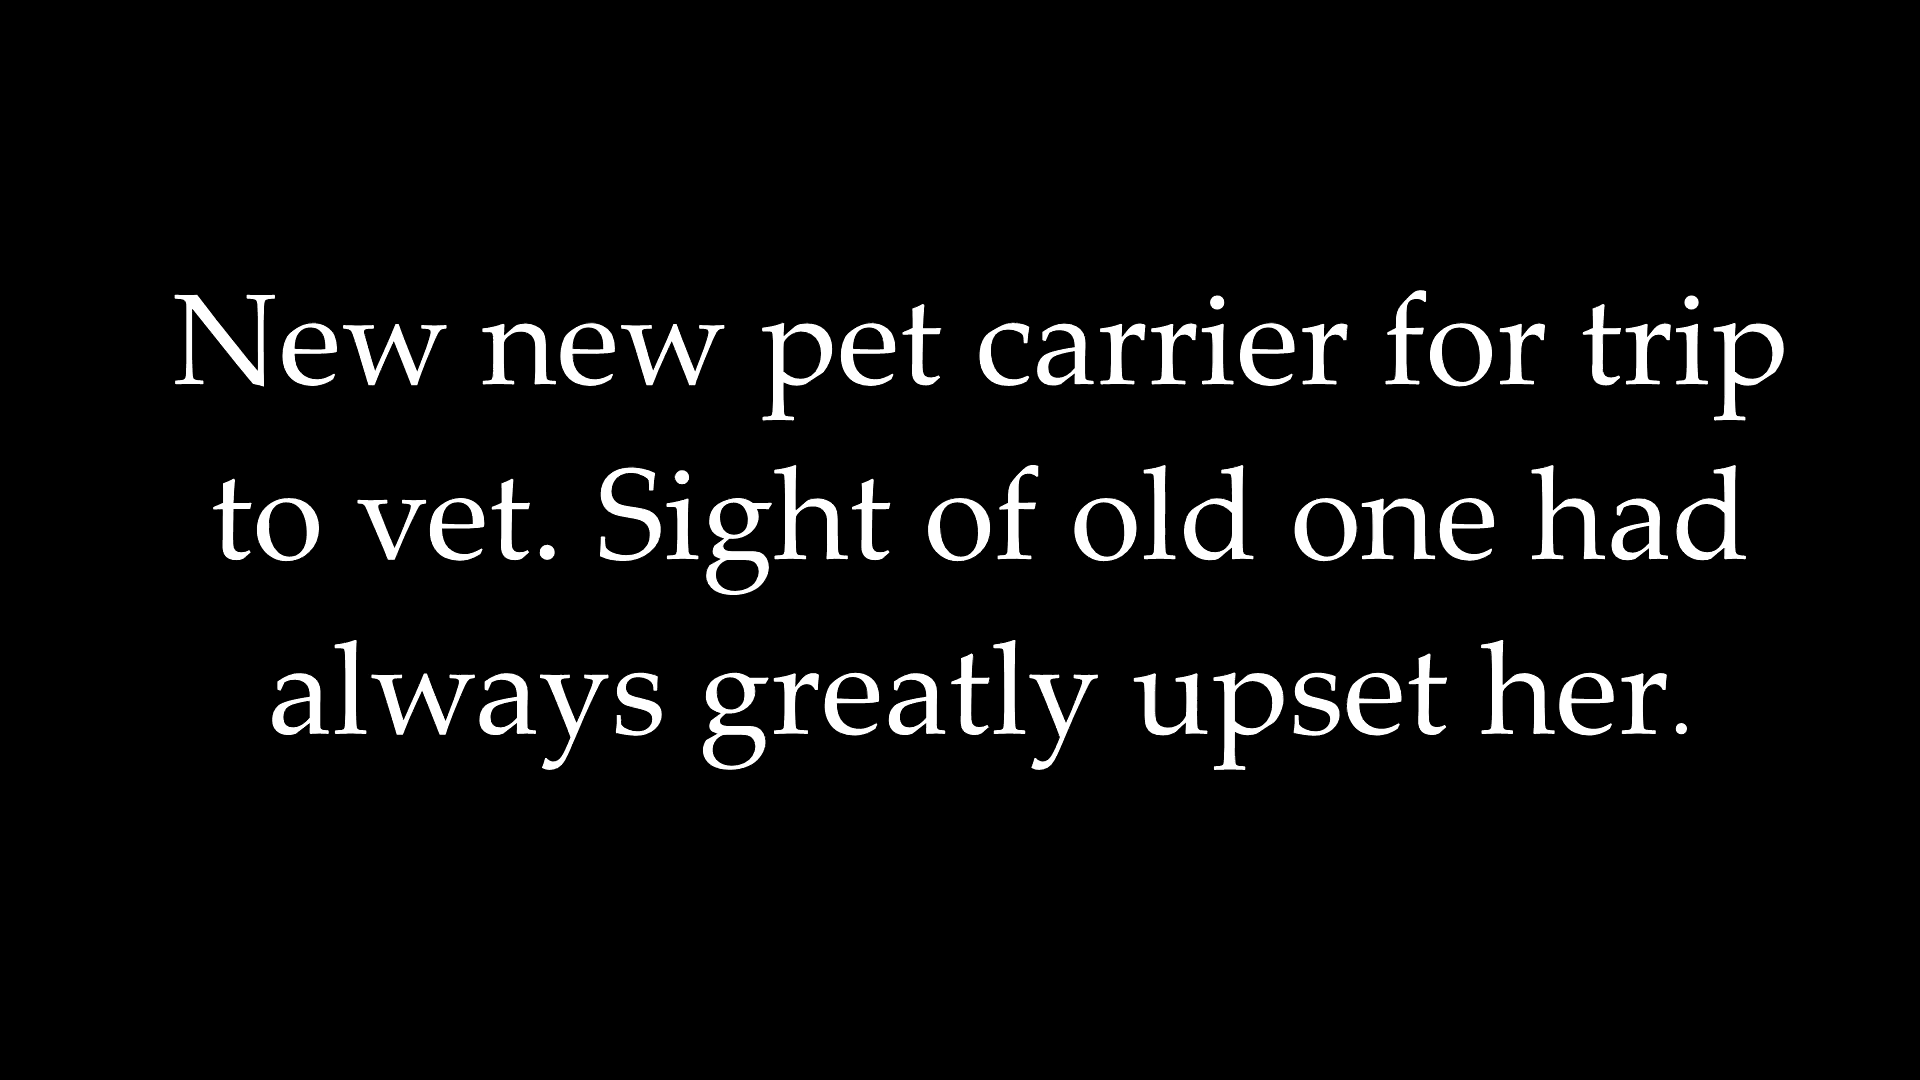 New new pet carrier for trip
to vet. Sight of old one had
always greatly upset her.